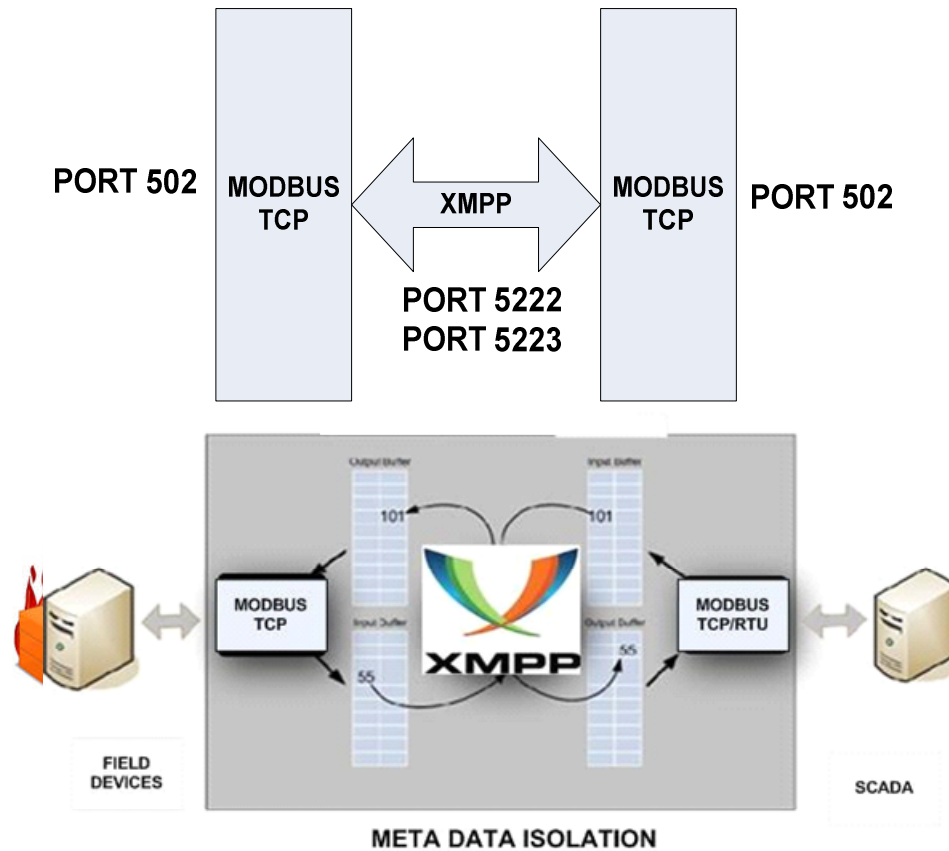 PORT 502
MODBUS
TCP
XMPP
MODBUS
TCP
PORT 502
PORT 5222
PORT 5223
Output Buffer
Input Buffer
101
101
MODBUS
TCP
XMPP
MODBUS
TCP/RTU
Input Buffer
Output Buffer
55
55
FIELD
DEVICES
SCADA
META DATA ISOLATION